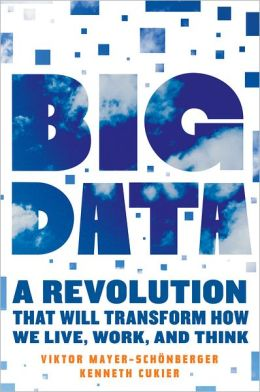 BIG
DATA
A REVOLUTION
THAT WILL TRANSFORM HOW
WE LIVE, WORK, AND THINK
VIKTOR MAYER-SCHÖNBERGER
KENNETH CUKIER